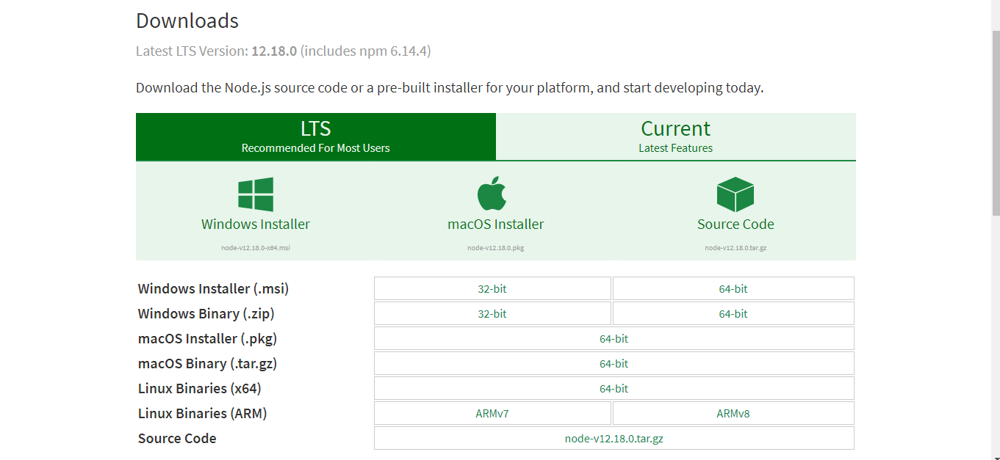 Downloads
Latest LTS Version: 12.18.0 (includes npm 6.14.4)
Download the Node.js source code or a pre-built installer for your platform, and start developing today.
LTS
Recommended For Most Users
Current
Latest Features
Windows Installer
node-v12.18.0-x64.msi
macOS Installer
node-v12.18.0.pkg
Source Code
node-v12.18.0.tar.gz
Windows Installer (.msi) 32-bit 64-bit
Windows Binary (.zip) 32-bit 64-bit
macOS Installer (.pkg) 64-bit
macOS Binary (.tar.gz) 64-bit
Linux Binaries (x64) 64-bit
Linux Binaries (ARM) ARMv7 ARMv8
Source Code node-v12.18.0.tar.gz